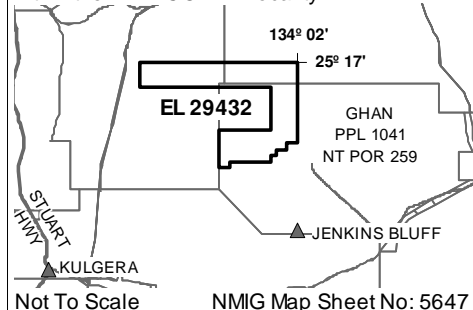 134º 02'
25º 17'
EL 29432
GHAN
PPL 1041
NT POR 259
STUART
HWY
JENKINS BLUFF
KULGERA
Not To Scale
NMIG Map Sheet No: 5647